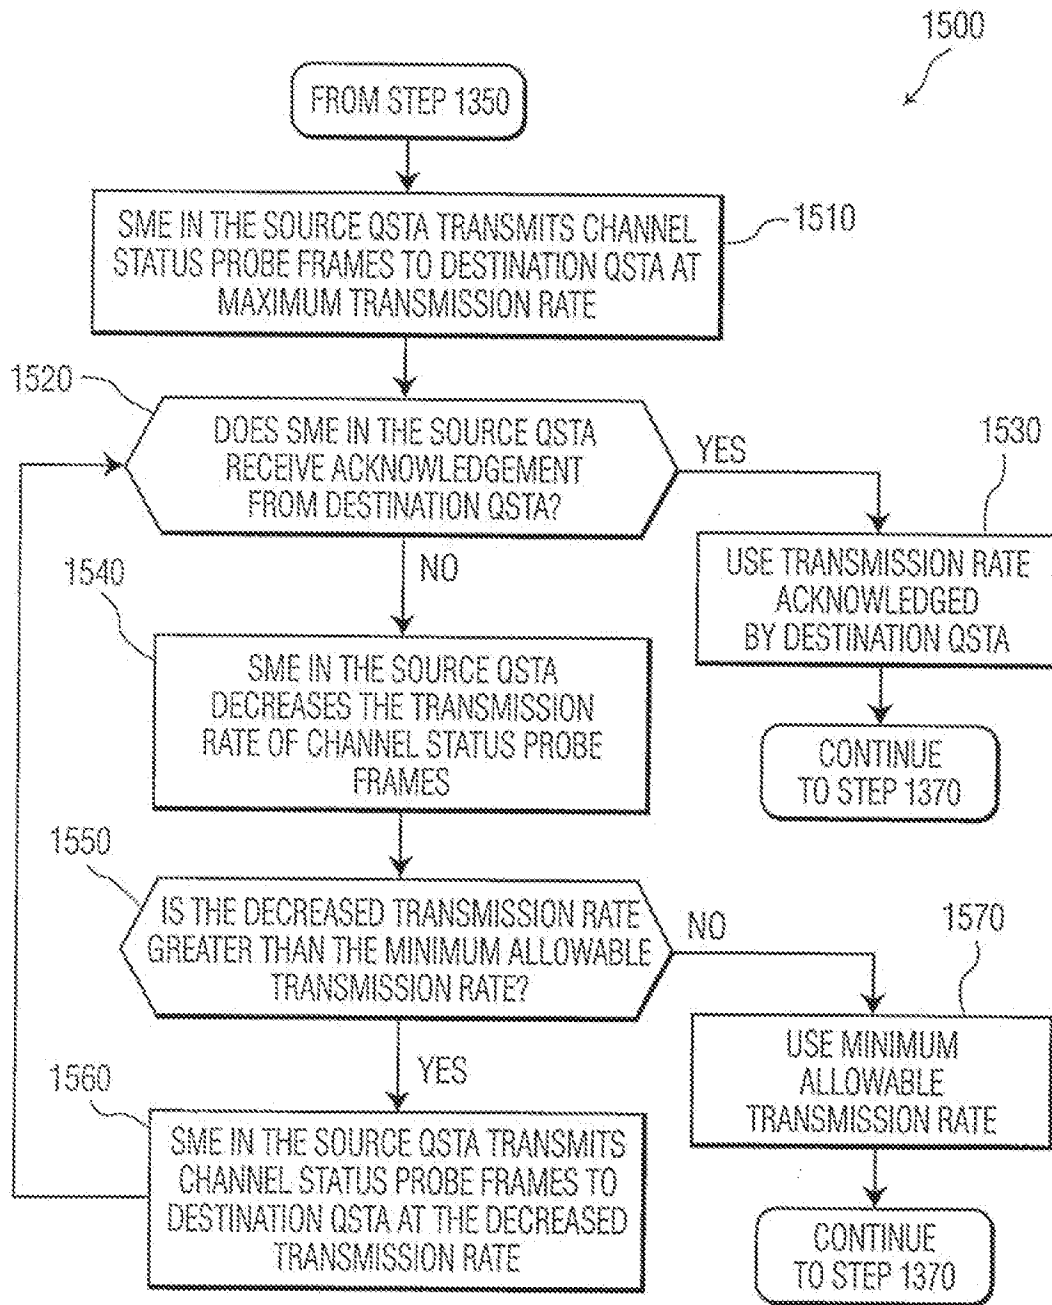 1500
FROM STEP 1350
SME IN THE SOURCE QSTA TRANSMITS CHANNEL
STATUS PROBE FRAMES TO DESTINATION QSTA AT
MAXIMUM TRANSMISSION RATE
1510
1520
DOES SME IN THE SOURCE QSTA
RECEIVE ACKNOWLEDGEMENT
FROM DESTINATION QSTA?
YES
1530
USE TRANSMISSION RATE
ACKNOWLEDGED
BY DESTINATION QSTA
CONTINUE
TO STEP 1370
NO
1540
SME IN THE SOURCE QSTA
DECREASES THE TRANSMISSION
RATE OF CHANNEL STATUS PROBE
FRAMES
1550
IS THE DECREASED TRANSMISSION RATE
GREATER THAN THE MINIMUM ALLOWABLE
TRANSMISSION RATE?
NO
1570
USE MINIMUM
ALLOWABLE
TRANSMISSION RATE
CONTINUE
TO STEP 1370
YES
1560
SME IN THE SOURCE QSTA TRANSMITS
CHANNEL STATUS PROBE FRAMES TO
DESTINATION QSTA AT THE DECREASED
TRANSMISSION RATE